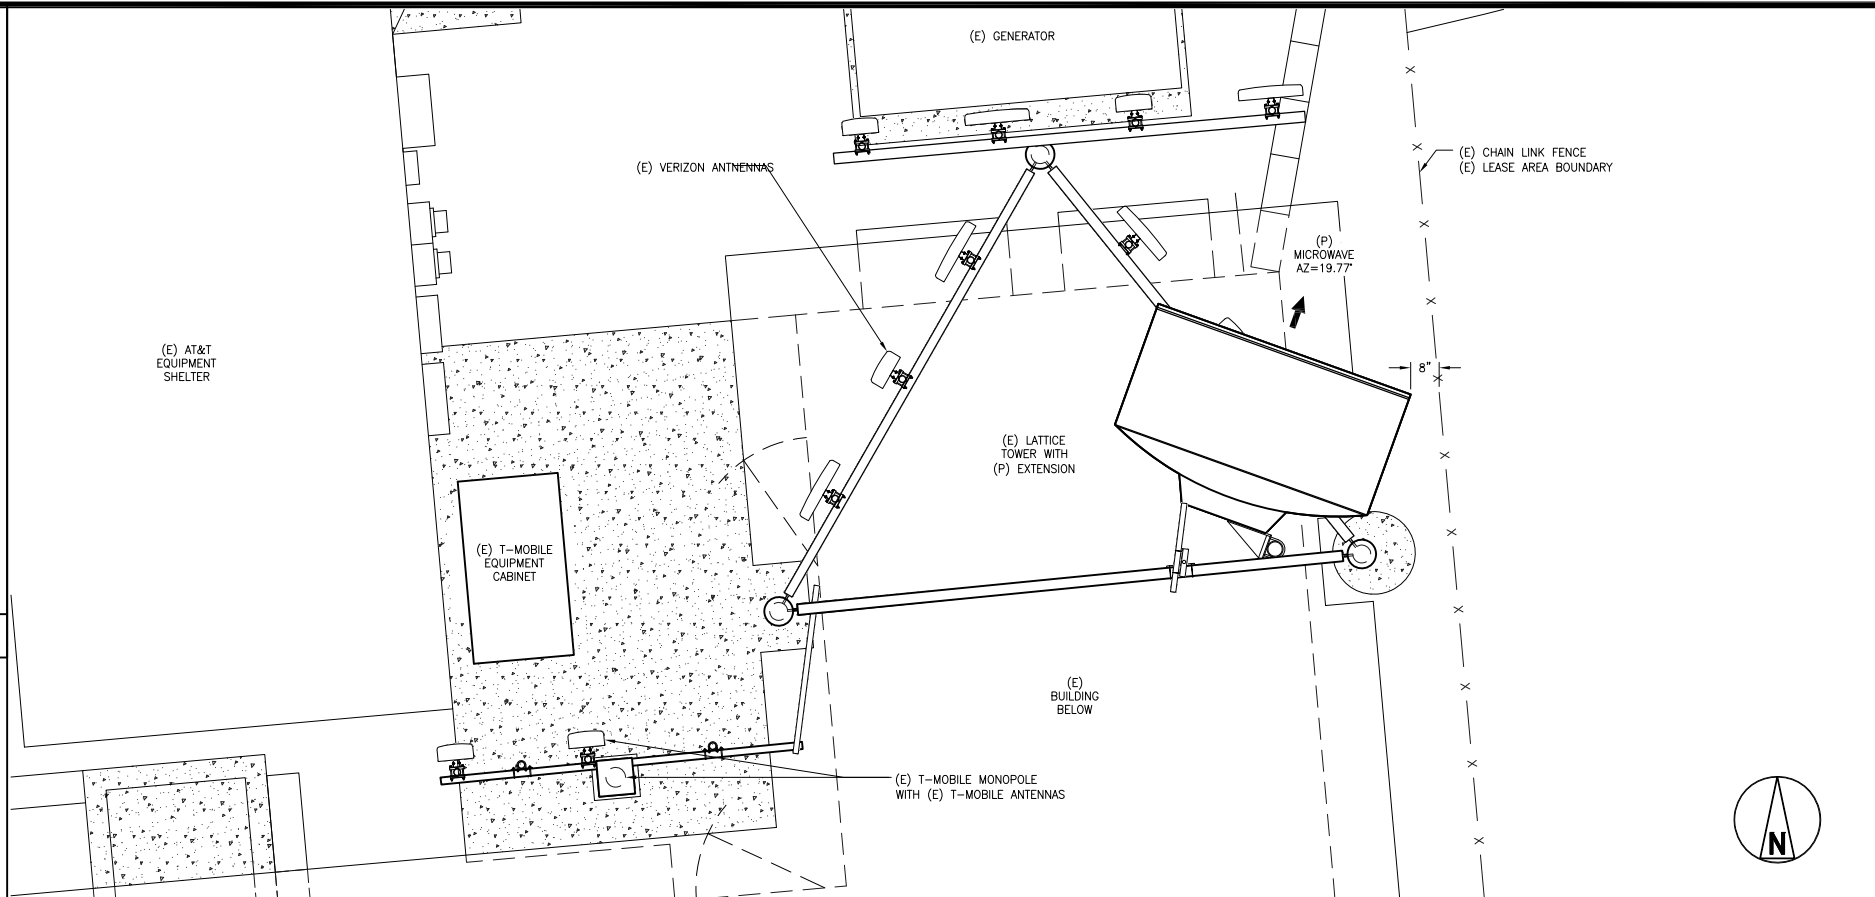 (E) GENERATOR
(E) VERIZON ANTNENNAS
(E) CHAIN LINK FENCE
(E) LEASE AREA BOUNDARY
(P)
MICROWAVE
AZ=19.77°
(E) AT&T
EQUIPMENT
SHELTER
8"
(E) LATTICE
TOWER WITH
(P) EXTENSION
(E) T-MOBILE
EQUIPMENT
CABINET
(E)
BUILDING
BELOW
(E) T-MOBILE MONOPOLE
WITH (E) T-MOBILE ANTENNAS
N